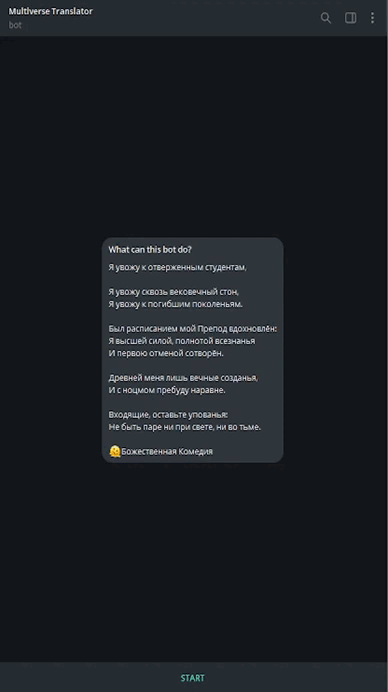 Multiverse Translator
bot
What can this bot do?
Я увожу к отверженным студентам,
Я увожу сквозь вековечный стон,
Я увожу к погибшим поколеньям.
Был расписанием мой Препод вдохновлён:
Я высшей силой, полнотой всезнанья
И первою отменой сотворён.
Древней меня лишь вечные созданья,
И с ноцмом пребуду наравне.
Входящие, оставьте упованья:
Не быть паре ни при свете, ни во тьме.
🫠Божественная Комедия
START